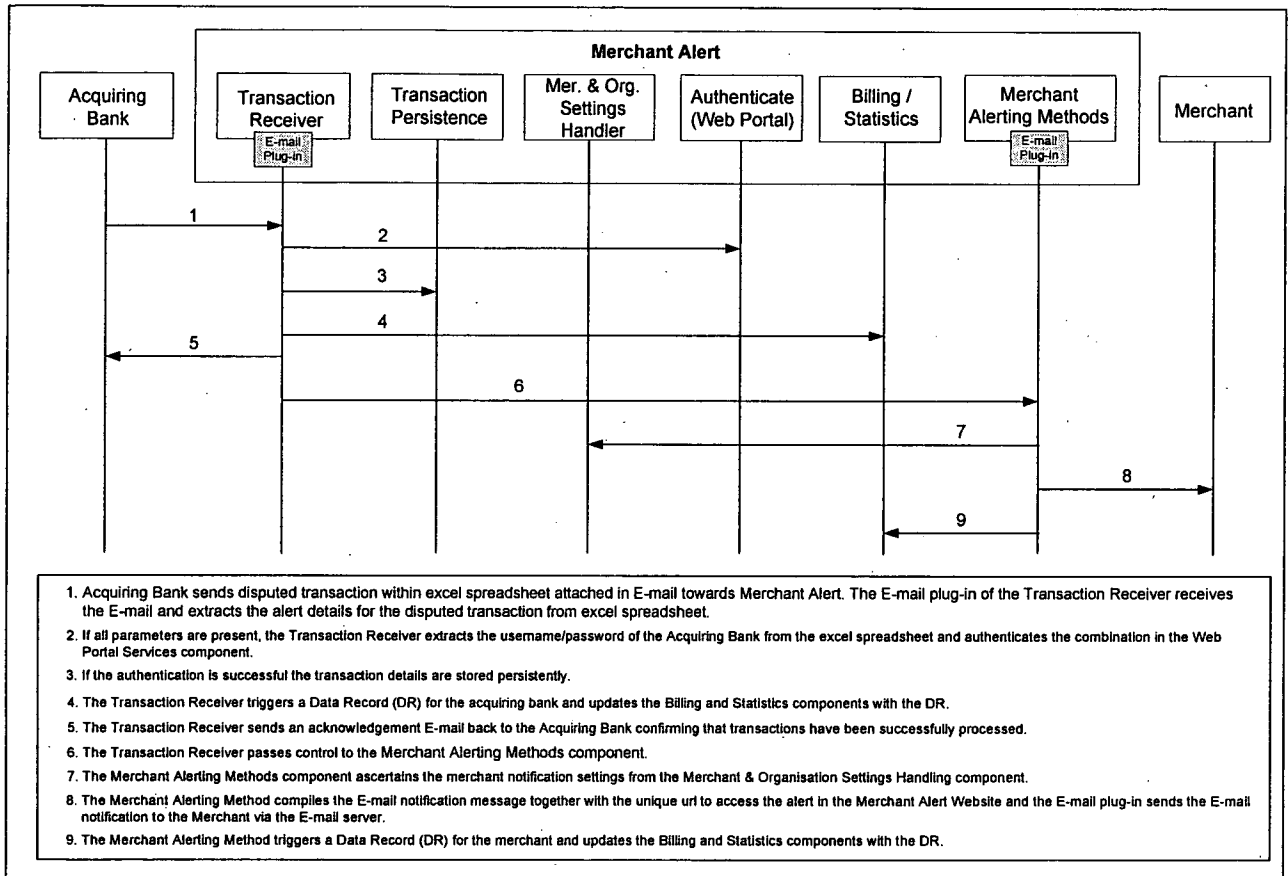 Merchant Alert
Acquiring
Bank
Transaction
Receiver
E-mail
Plug-In
Transaction
Persistence
Mer. & Org.
Settings
Handler
Authenticate
(Web Portal)
Billing /
Statistics
Merchant
Alerting Methods
E-mail
Plug-In
Merchant
1
2
3
4
5
6
7
8
9
1. Acquiring Bank sends disputed transaction within excel spreadsheet attached in E-mail towards Merchant Alert. The E-mail plug-in of the Transaction Receiver receives
the E-mail and extracts the alert details for the disputed transaction from excel spreadsheet.
2. If all parameters are present, the Transaction Receiver extracts the username/password of the Acquiring Bank from the excel spreadsheet and authenticates the combination in the Web
Portal Services component.
3. If the authentication is successful the transaction details are stored persistently.
4. The Transaction Receiver triggers a Data Record (DR) for the acquiring bank and updates the Billing and Statistics components with the DR.
5. The Transaction Receiver sends an acknowledgement E-mail back to the Acquiring Bank confirming that transactions have been successfully processed.
6. The Transaction Receiver passes control to the Merchant Alerting Methods component.
7. The Merchant Alerting Methods component ascertains the merchant notification settings from the Merchant & Organisation Settings Handling component.
8. The Merchant Alerting Method compiles the E-mail notification message together with the unique url to access the alert in the Merchant Alert Website and the E-mail plug-in sends the E-mail
notification to the Merchant via the E-mail server.
9. The Merchant Alerting Method triggers a Data Record (DR) for the merchant and updates the Billing and Statistics components with the DR.